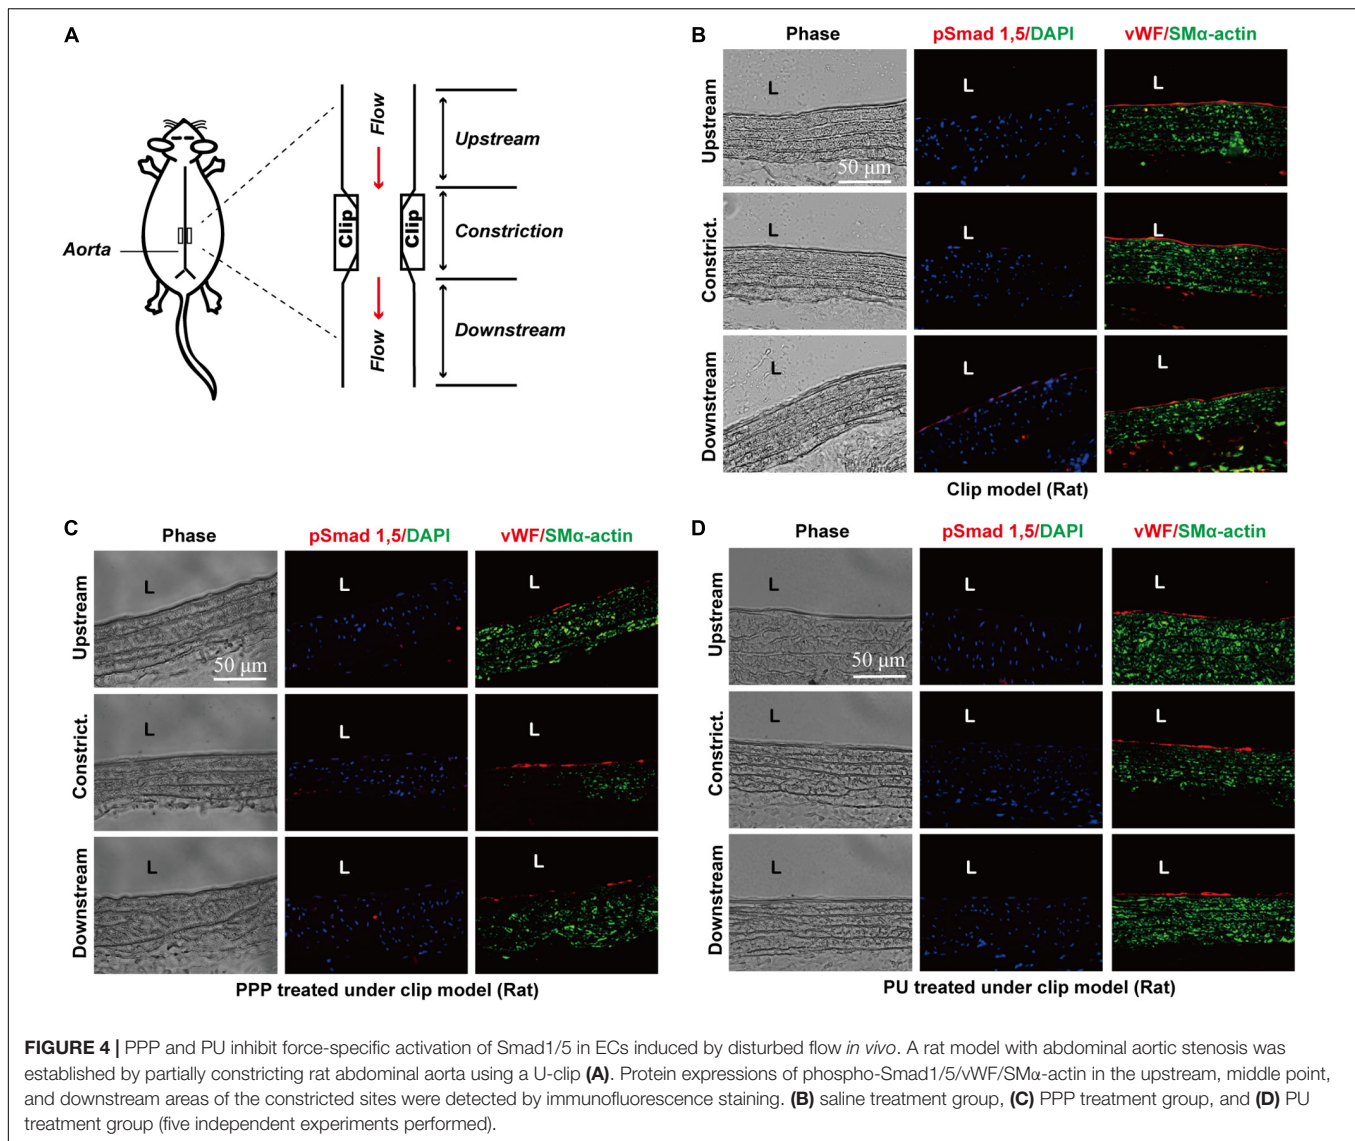 A
Flow
Upstream
Clip
Clip
Constriction
Aorta
Downstream
Flow
B
Phase
pSmad 1,5/DAPI
vWF/SMα-actin
Upstream
L
L
L
50 μm
Constrict.
L
L
L
Downstream
L
L
L
Clip model (Rat)
C
Phase
pSmad 1,5/DAPI
vWF/SMα-actin
Upstream
L
L
L
50 μm
Constrict.
L
L
L
Downstream
L
L
L
PPP treated under clip model (Rat)
D
Phase
pSmad 1,5/DAPI
vWF/SMα-actin
Upstream
L
L
L
50 μm
Constrict.
L
L
L
Downstream
L
L
L
PU treated under clip model (Rat)
FIGURE 4 | PPP and PU inhibit force-specific activation of Smad1/5 in ECs induced by disturbed flow in vivo. A rat model with abdominal aortic stenosis was
established by partially constricting rat abdominal aorta using a U-clip (A). Protein expressions of phospho-Smad1/5/vWF/SMα-actin in the upstream, middle point,
and downstream areas of the constricted sites were detected by immunofluorescence staining. (B) saline treatment group, (C) PPP treatment group, and (D) PU
treatment group (five independent experiments performed).